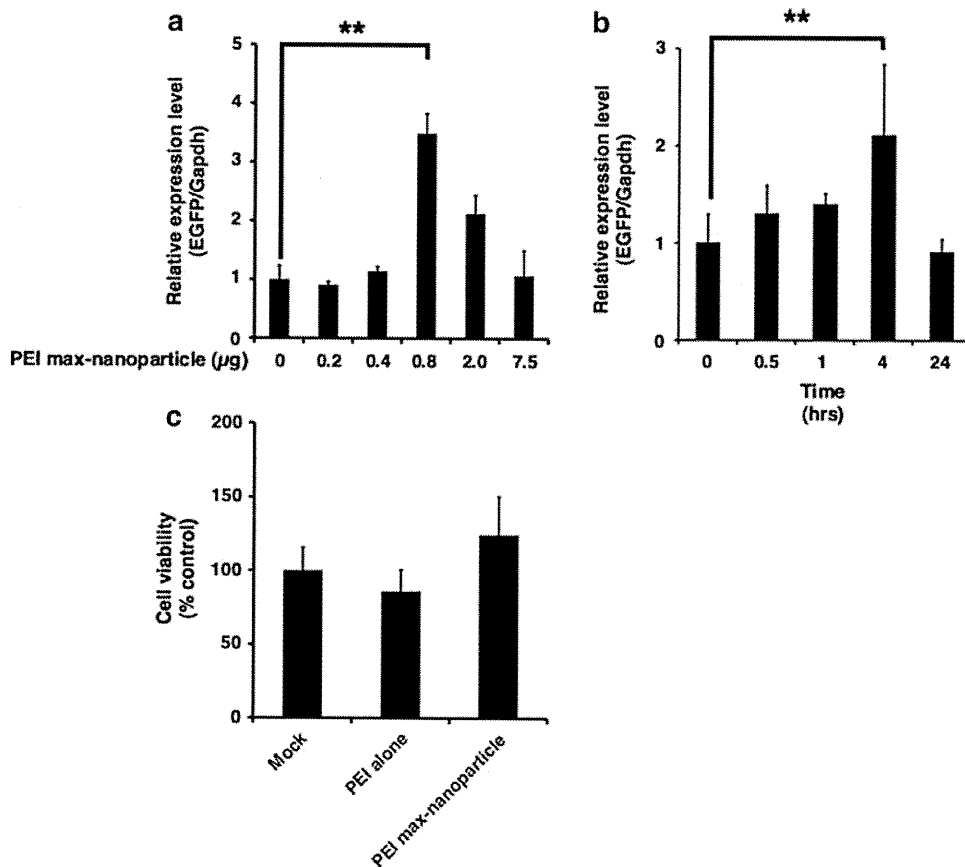 a
**
5
4
3
2
1
0
Relative expression level
(EGFP/Gapdh)
PEI max-nanoparticle (µg) 0 0.2 0.4 0.8 2.0 7.5
b
**
3
2
1
0
Relative expression level
(EGFP/Gapdh)
0 0.5 1 4 24
Time
(hrs)
c
200
150
100
50
0
Cell viability
(% control)
Mock
PEI alone
PEI max-nanoparticle